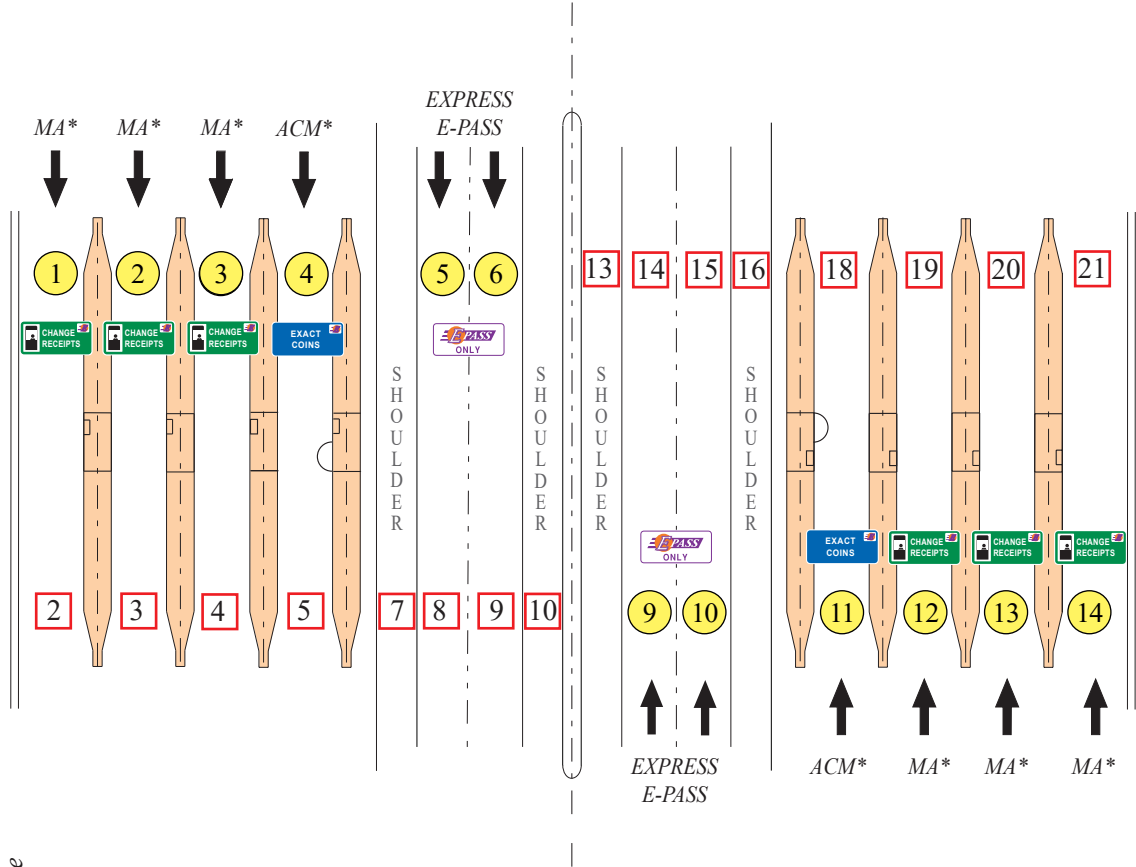 EXPRESS
E-PASS
MA*
MA*
MA*
ACM*
1
2
3
4
5
6
13
14
15
16
18
19
20
21
CHANGE
RECEIPTS
CHANGE
RECEIPTS
CHANGE
RECEIPTS
EXACT
COINS
E-PASS
ONLY
SHOULDER
SHOULDER
SHOULDER
SHOULDER
E-PASS
ONLY
EXACT
COINS
CHANGE
RECEIPTS
CHANGE
RECEIPTS
CHANGE
RECEIPTS
2
3
4
5
7
8
9
10
9
10
11
12
13
14
EXPRESS
E-PASS
ACM*
MA*
MA*
MA*
e